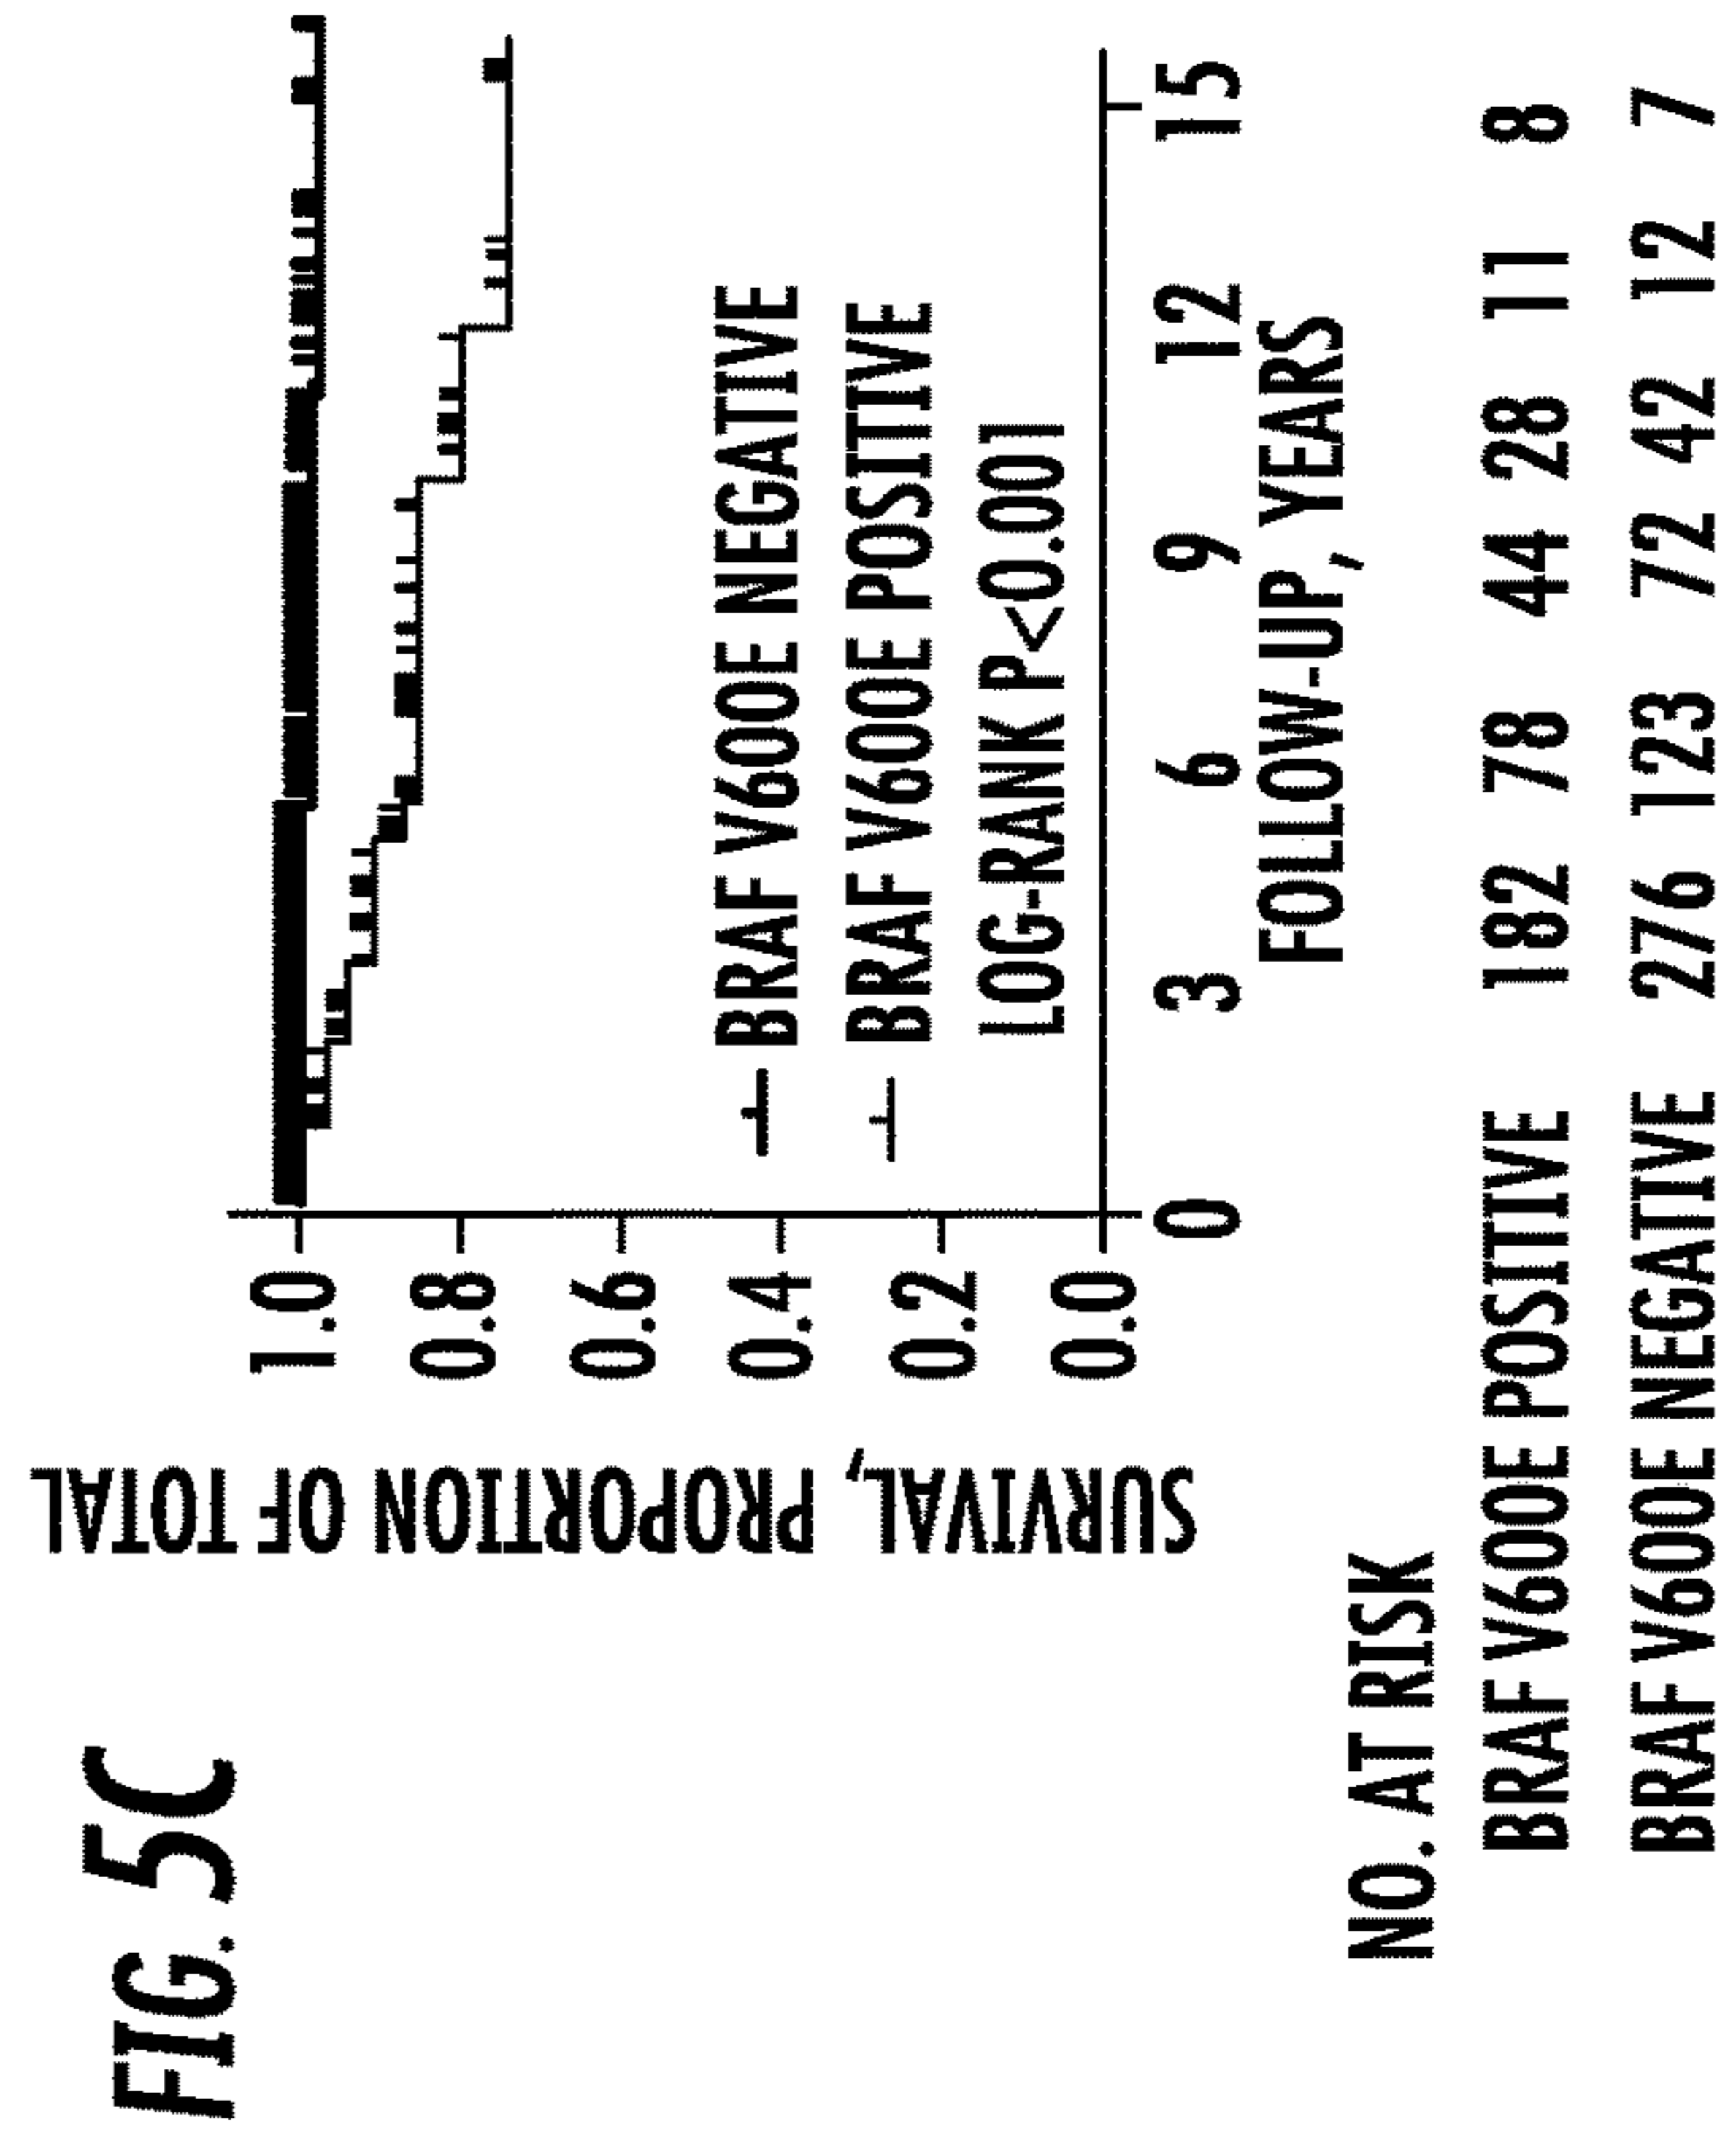 FIG. 5C
SURVIVAL, PROPORTION OF TOTAL
1.0
0.8
0.6
0.4
0.2
0.0
BRAF V600E NEGATIVE
BRAF V600E POSITIVE
LOG-RANK P<0.001
0 3 6 9 12 15
FOLLOW-UP, YEARS
NO. AT RISK
BRAF V600E POSITIVE 182 78 44 28 11 8
BRAF V600E NEGATIVE 276 123 72 42 12 7